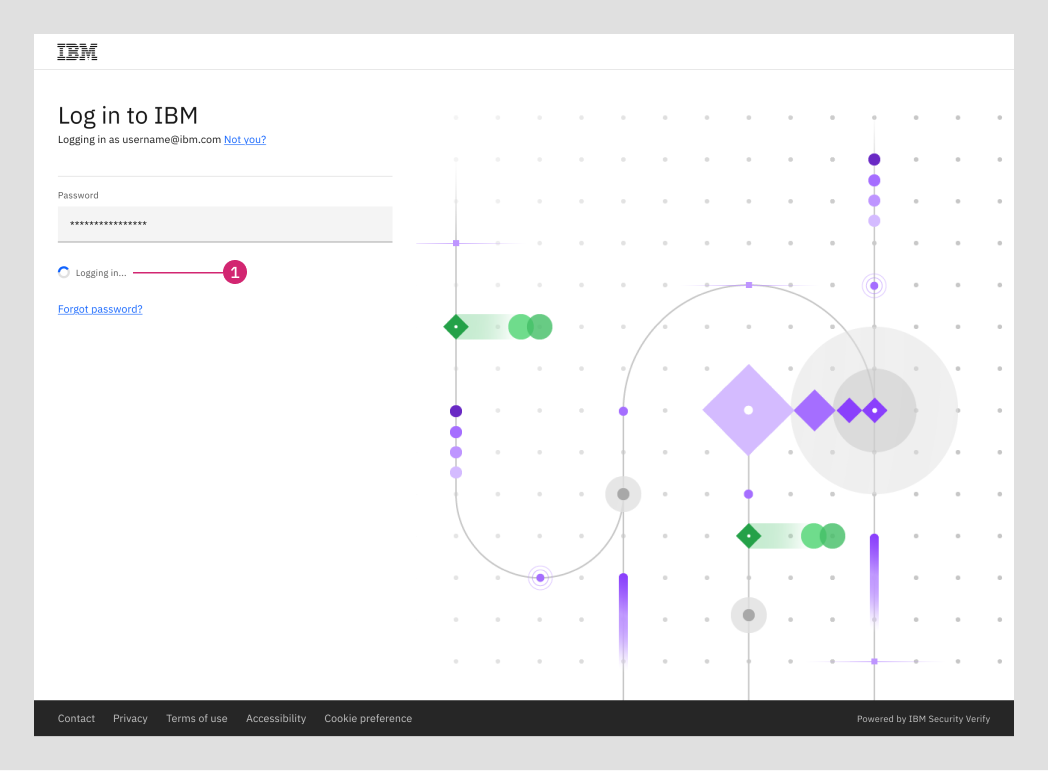 IBM
Log in to IBM
Logging in as username@ibm.com Not you?
Password
****************
Logging in... 1
Forgot password?
Contact Privacy Terms of use Accessibility Cookie preference Powered by IBM Security Verify